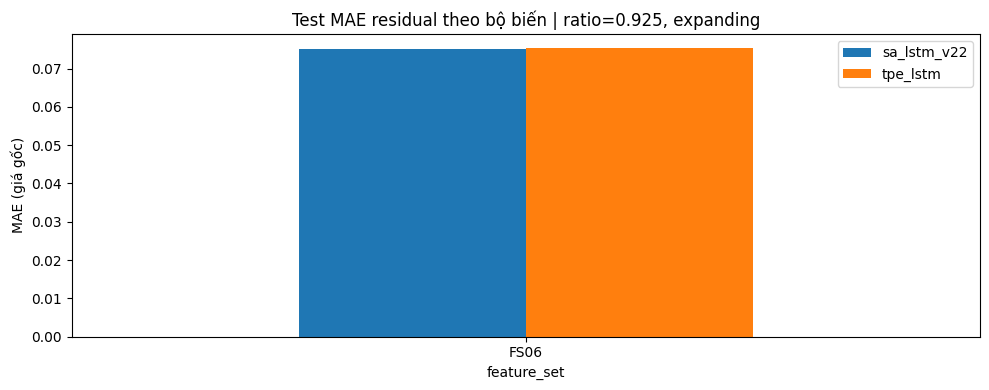 Test MAE residual theo bộ biến | ratio=0.925, expanding
sa_lstm_v22
tpe_lstm
MAE (giá gốc)
0.07
0.06
0.05
0.04
0.03
0.02
0.01
0.00
FS06
feature_set